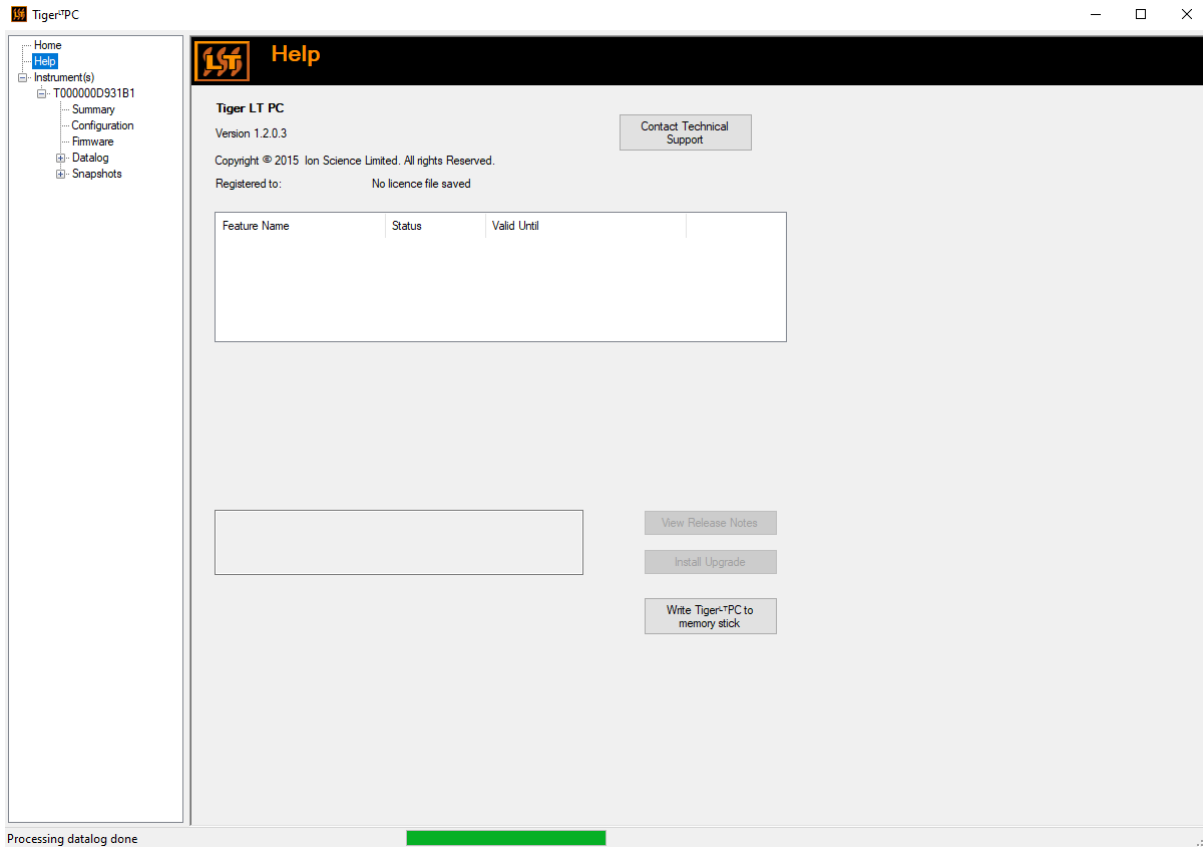 TigerᴸᵀPC
Home
Help
Instrument(s)
T000000D931B1
Summary
Configuration
Firmware
Datalog
Snapshots
LT
Help
Tiger LT PC
Version 1.2.0.3
Contact Technical
Support
Copyright © 2015 Ion Science Limited. All rights Reserved.
Registered to: No licence file saved
Feature Name Status Valid Until
View Release Notes
Install Upgrade
Write TigerᴸᵀPC to
memory stick
Processing datalog done